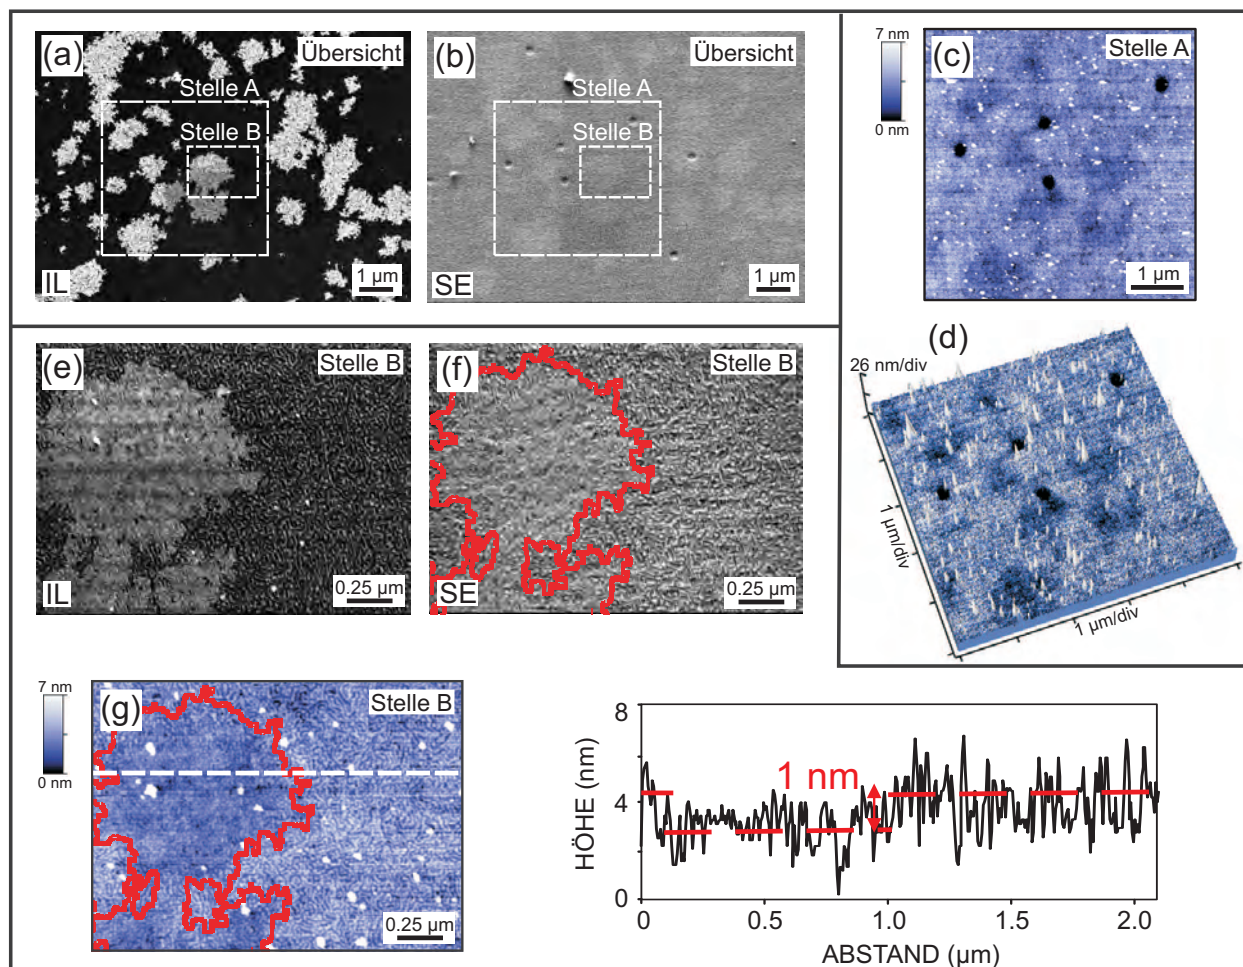 (a)
Übersicht
Stelle A
Stelle B
IL
1 µm
(b)
Übersicht
Stelle A
Stelle B
SE
1 µm
7 nm
0 nm
(c)
Stelle A
1 µm
(d)
26 nm/div
1 µm/div
1 µm/div
(e)
Stelle B
IL
0.25 µm
(f)
Stelle B
SE
0.25 µm
7 nm
0 nm
(g)
Stelle B
0.25 µm
HÖHE (nm)
8
4
0
1 nm
0
0.5
1.0
1.5
2.0
ABSTAND (µm)